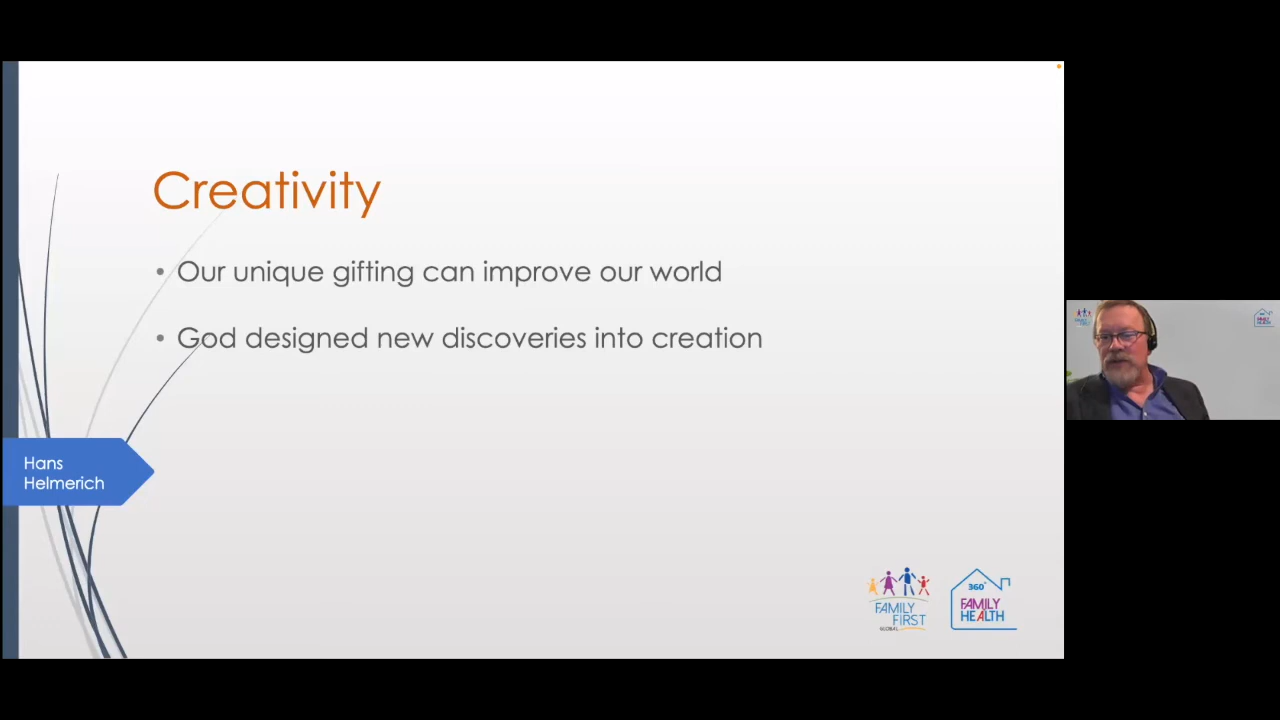 Creativity
• Our unique gifting can improve our world
• God designed new discoveries into creation
Hans
Helmerich
FAMILY
FIRST
GLOBAL
360°
FAMILY
HEALTH